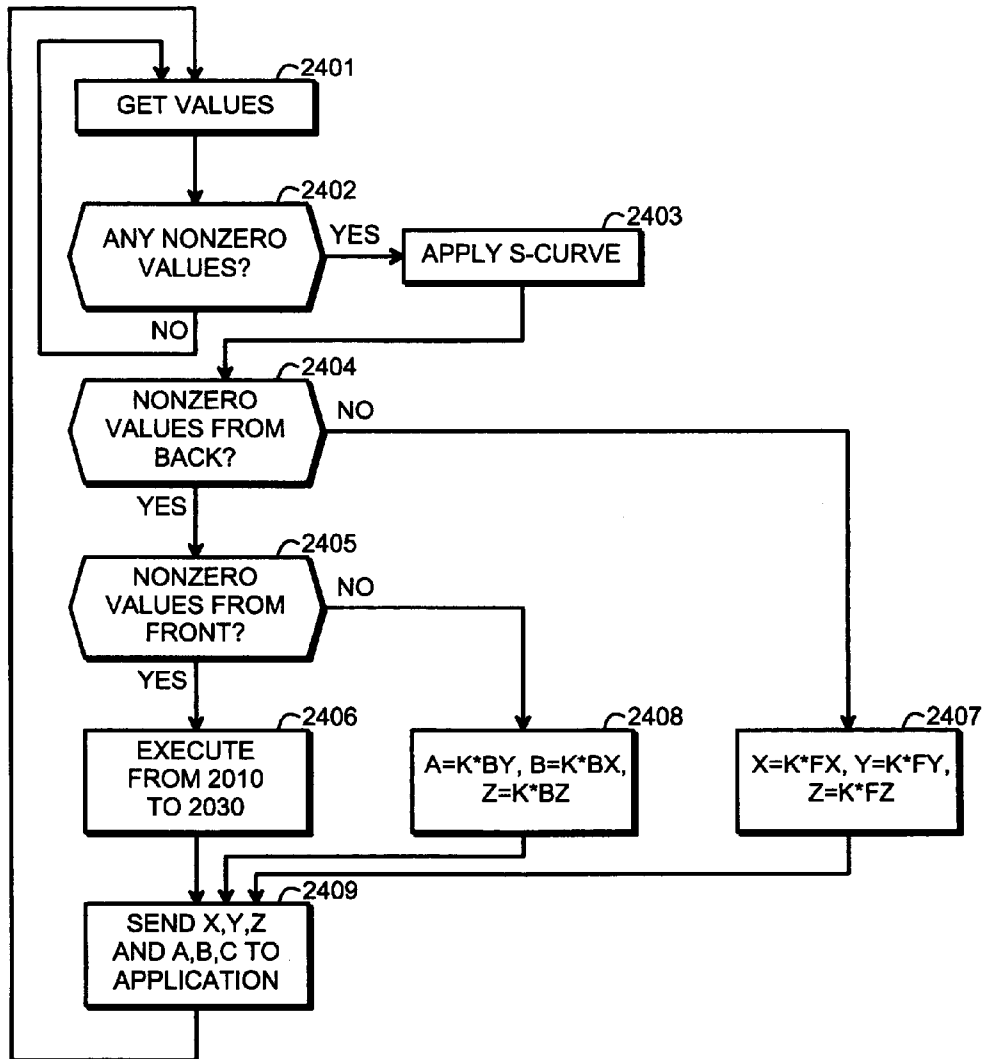 2401
GET VALUES
2402
ANY NONZERO
VALUES?
YES
NO
2403
APPLY S-CURVE
2404
NONZERO
VALUES FROM
BACK?
NO
YES
2405
NONZERO
VALUES FROM
FRONT?
NO
YES
2406
EXECUTE
FROM 2010
TO 2030
2408
A=K*BY, B=K*BX,
Z=K*BZ
2407
X=K*FX, Y=K*FY,
Z=K*FZ
2409
SEND X,Y,Z
AND A,B,C TO
APPLICATION